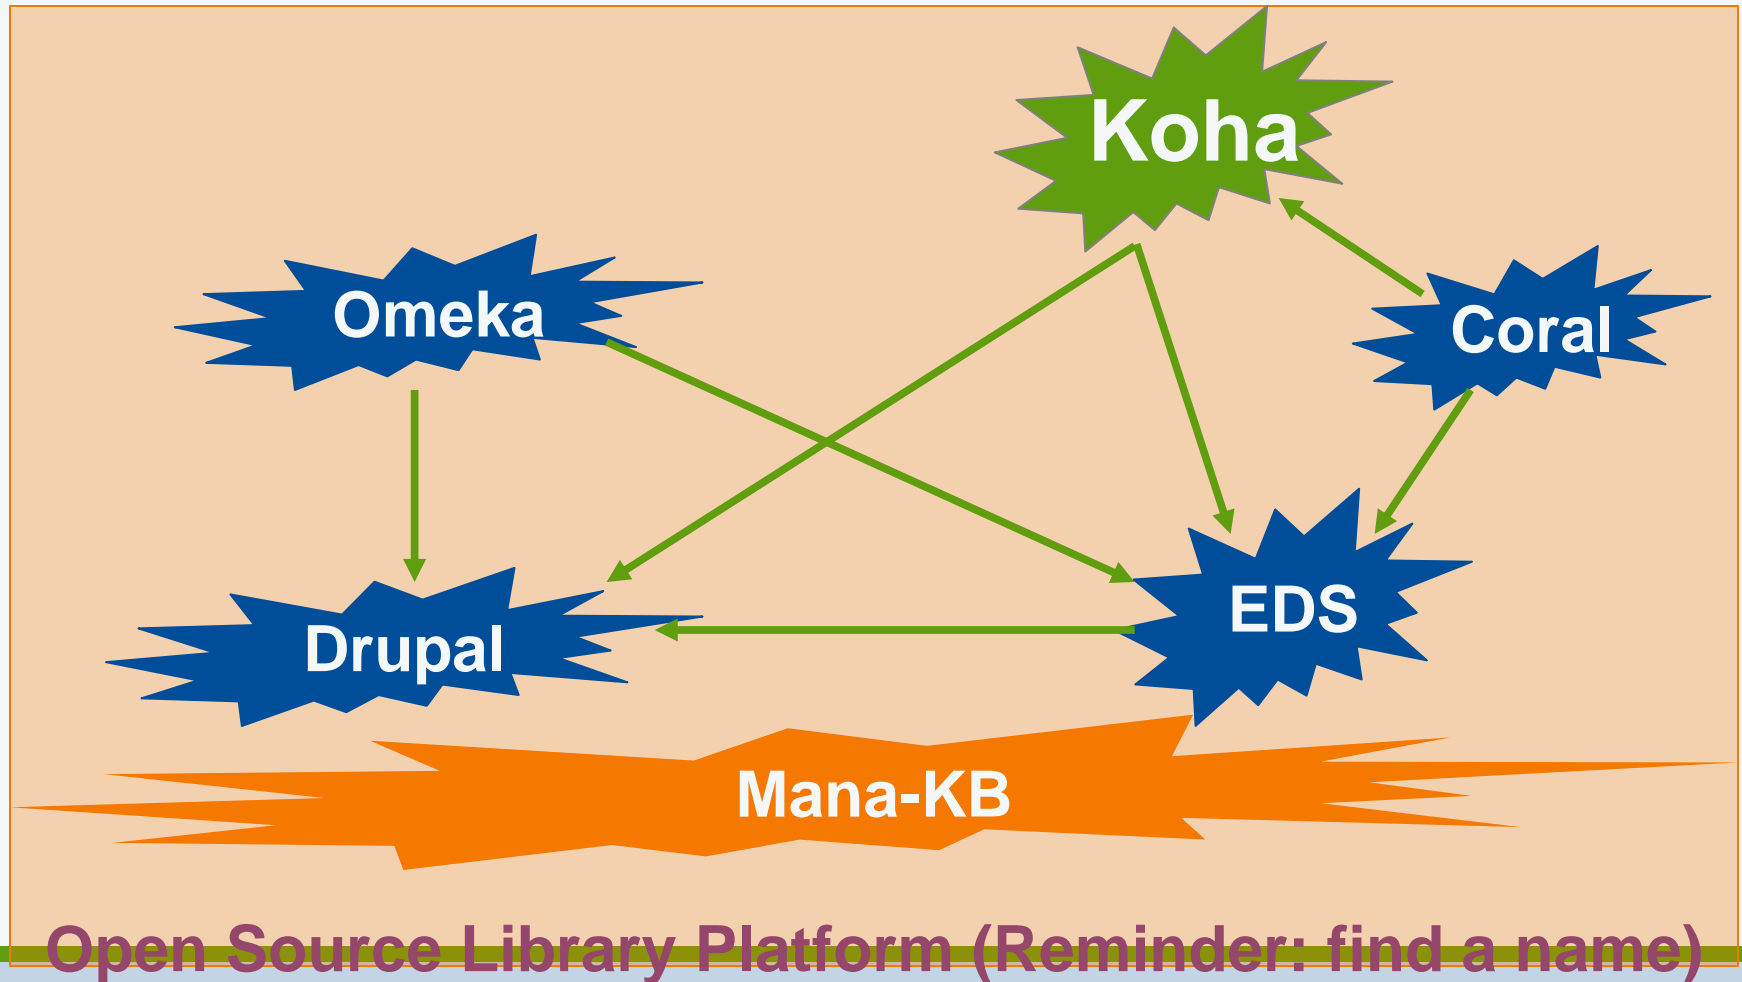 Koha
Omeka
Coral
EDS
Drupal
Mana-KB
Open Source Library Platform (Reminder: find a name)